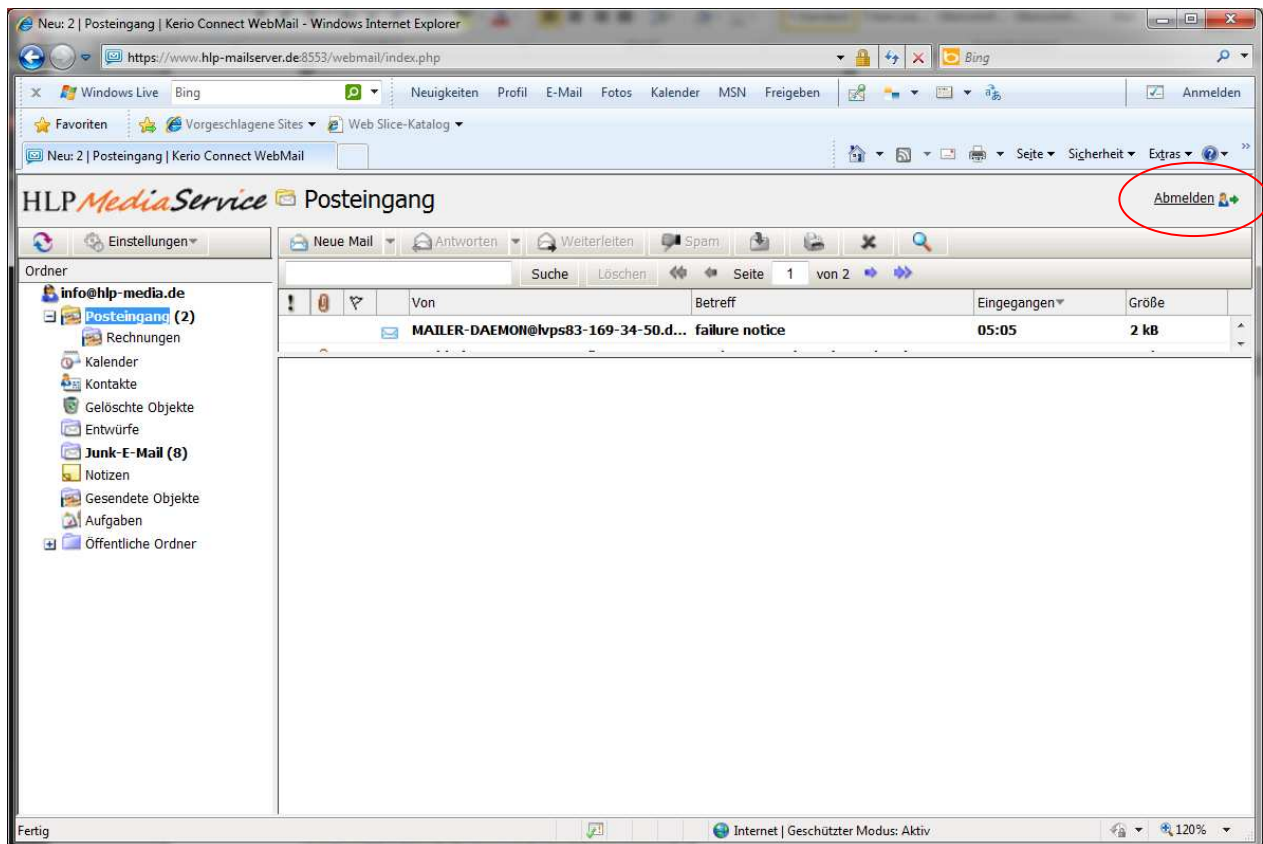 Neu: 2 | Posteingang | Kerio Connect WebMail - Windows Internet Explorer
https://www.hlp-mailserver.de:8553/webmail/index.php Bing
x Windows Live Bing Neuigkeiten Profil E-Mail Fotos Kalender MSN Freigeben Anmelden
Favoriten Vorgeschlagene Sites Web Slice-Katalog
Neu: 2 | Posteingang | Kerio Connect WebMail Seite Sicherheit Extras
HLP MediaService Posteingang Abmelden
Einstellungen Neue Mail Antworten Weiterleiten Spam
Ordner Suche Löschen Seite 1 von 2
info@hlp-media.de
Von Betreff Eingegangen Größe
Posteingang (2)
MAILER-DAEMON@lvps83-169-34-50.d... failure notice 05:05 2 kB
Rechnungen
Kalender
Kontakte
Gelöschte Objekte
Entwürfe
Junk-E-Mail (8)
Notizen
Gesendete Objekte
Aufgaben
Öffentliche Ordner
Fertig Internet | Geschützter Modus: Aktiv 120%